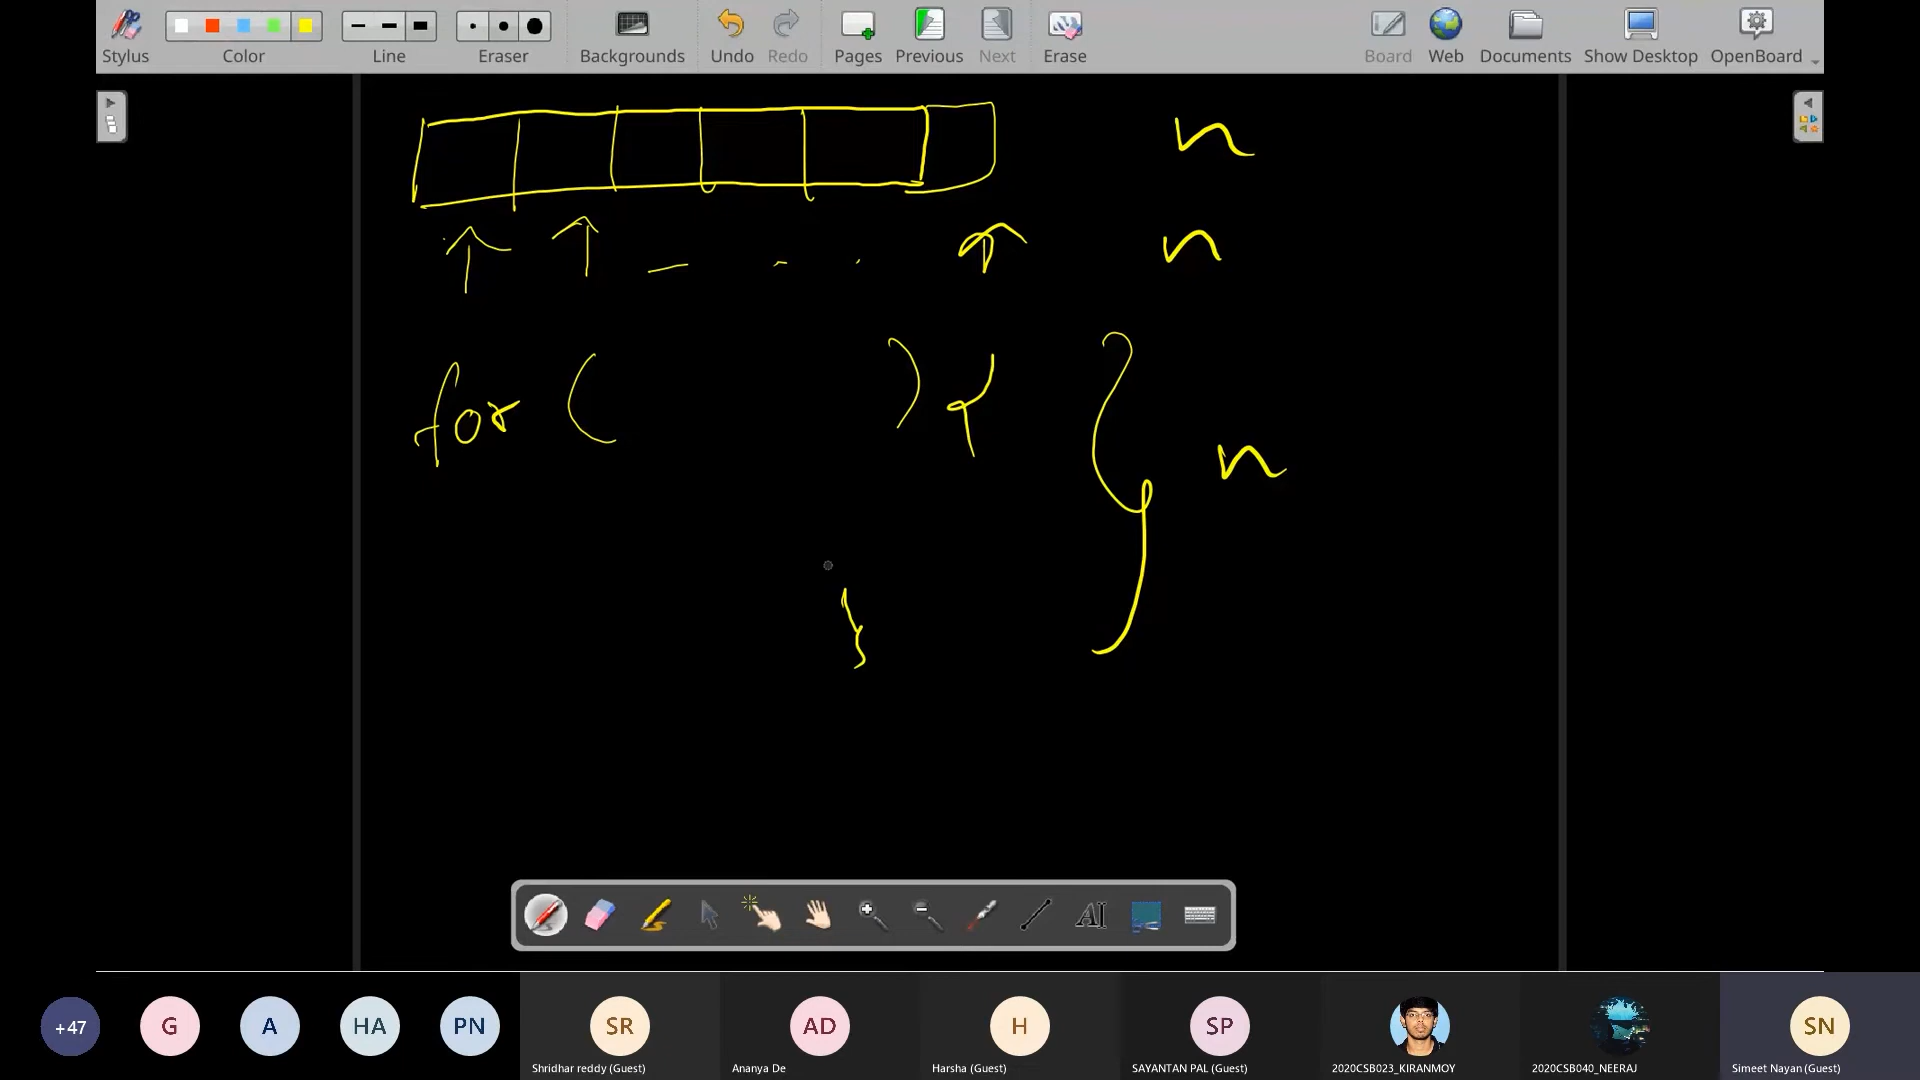 Stylus Color Line Eraser Backgrounds Undo Redo Pages Previous Next Erase Board Web Documents Show Desktop OpenBoard
n
n
for ( ) {
n
}
AI
+47 G A HA PN SR AD H SP SN
Shridhar reddy (Guest) Ananya De Harsha (Guest) SAYANTAN PAL (Guest) 2020CSB023_KIRANMOY 2020CSB040_NEERAJ Simeet Nayan (Guest)